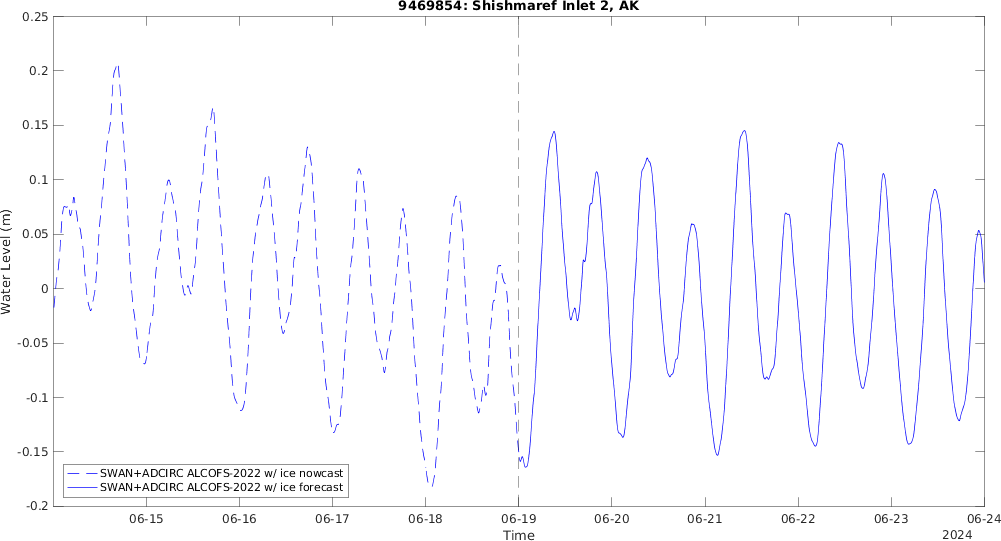 9469854: Shishmaref Inlet 2, AK
0.25
0.2
0.15
0.1
0.05
0
-0.05
-0.1
-0.15
-0.2
Water Level (m)
SWAN+ADCIRC ALCOFS-2022 w/ ice nowcast
SWAN+ADCIRC ALCOFS-2022 w/ ice forecast
06-15 06-16 06-17 06-18 06-19 06-20 06-21 06-22 06-23 06-24
Time
2024